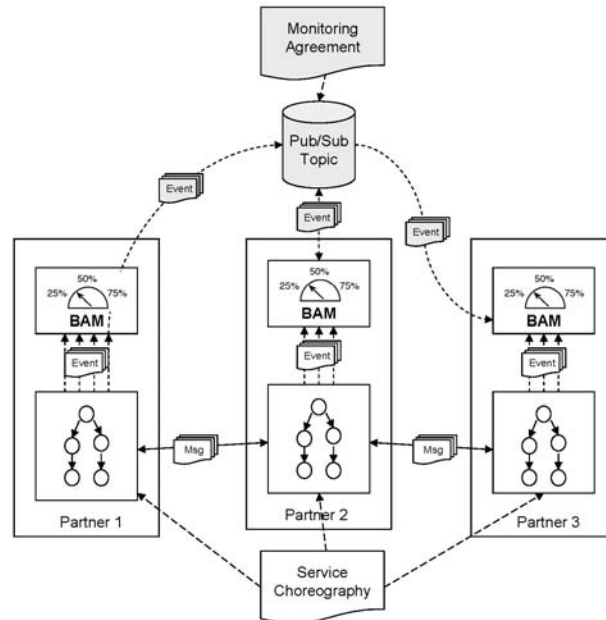 Monitoring
Agreement
Pub/Sub
Topic
Event
Event
Event
50%
25% 75%
BAM
50%
25% 75%
BAM
50%
25% 75%
BAM
Event
Event
Event
Msg
Msg
Partner 1
Partner 2
Partner 3
Service
Choreography